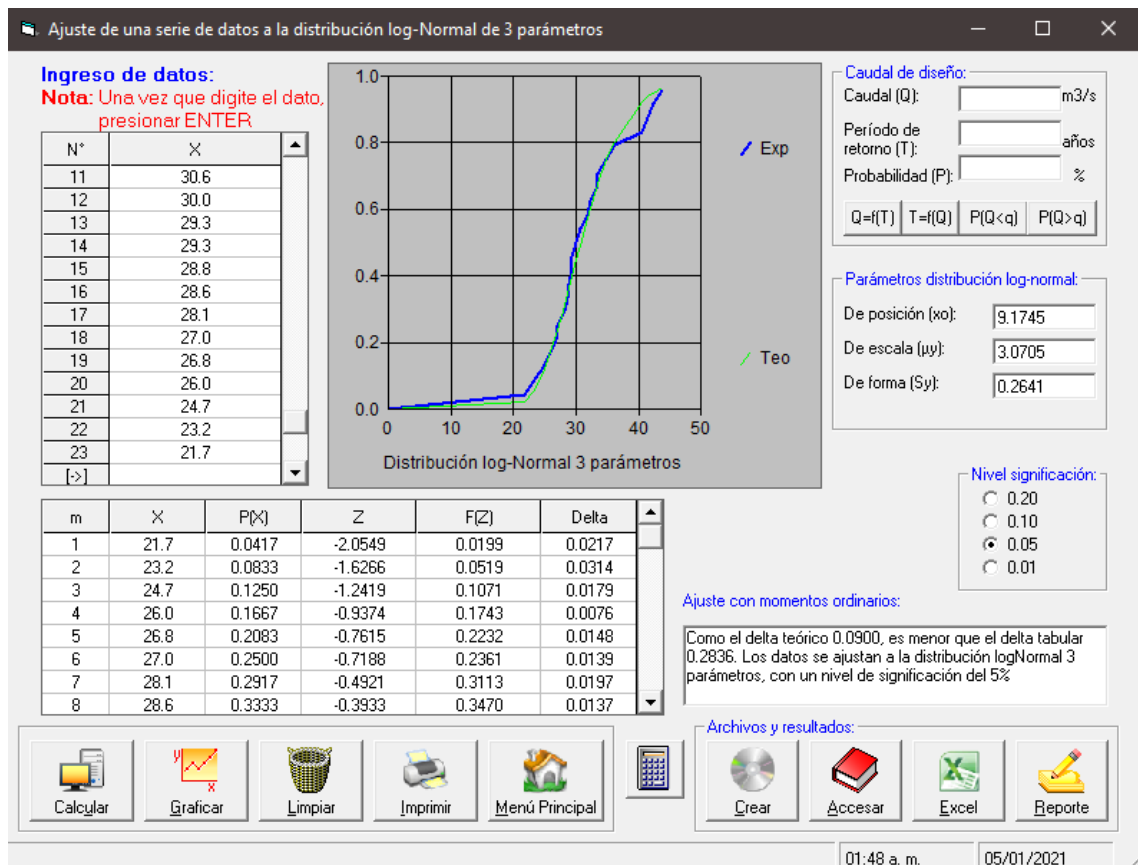 Ajuste de una serie de datos a la distribución log-Normal de 3 parámetros
Ingreso de datos:
Nota: Una vez que digite el dato,
presionar ENTER
N° X
11 30.6
12 30.0
13 29.3
14 29.3
15 28.8
16 28.6
17 28.1
18 27.0
19 26.8
20 26.0
21 24.7
22 23.2
23 21.7
[->]
1.0
0.8
0.6
0.4
0.2
0.0
0 10 20 30 40 50
Exp
Teo
Distribución log-Normal 3 parámetros
Caudal de diseño:
Caudal (Q): m3/s
Período de
retorno (T): años
Probabilidad (P): %
Q=f(T) T=f(Q) P(Q<q) P(Q>q)
Parámetros distribución log-normal:
De posición (xo): 9.1745
De escala (µy): 3.0705
De forma (Sy): 0.2641
Nivel significación:
0.20
0.10
0.05
0.01
m X P(X) Z F(Z) Delta
1 21.7 0.0417 -2.0549 0.0199 0.0217
2 23.2 0.0833 -1.6266 0.0519 0.0314
3 24.7 0.1250 -1.2419 0.1071 0.0179
4 26.0 0.1667 -0.9374 0.1743 0.0076
5 26.8 0.2083 -0.7615 0.2232 0.0148
6 27.0 0.2500 -0.7188 0.2361 0.0139
7 28.1 0.2917 -0.4921 0.3113 0.0197
8 28.6 0.3333 -0.3933 0.3470 0.0137
Ajuste con momentos ordinarios:
Como el delta teórico 0.0900, es menor que el delta tabular
0.2836. Los datos se ajustan a la distribución logNormal 3
parámetros, con un nivel de significación del 5%
Calcular Graficar Limpiar Imprimir Menú Principal
Archivos y resultados:
Crear Accesar Excel Reporte
01:48 a. m. 05/01/2021